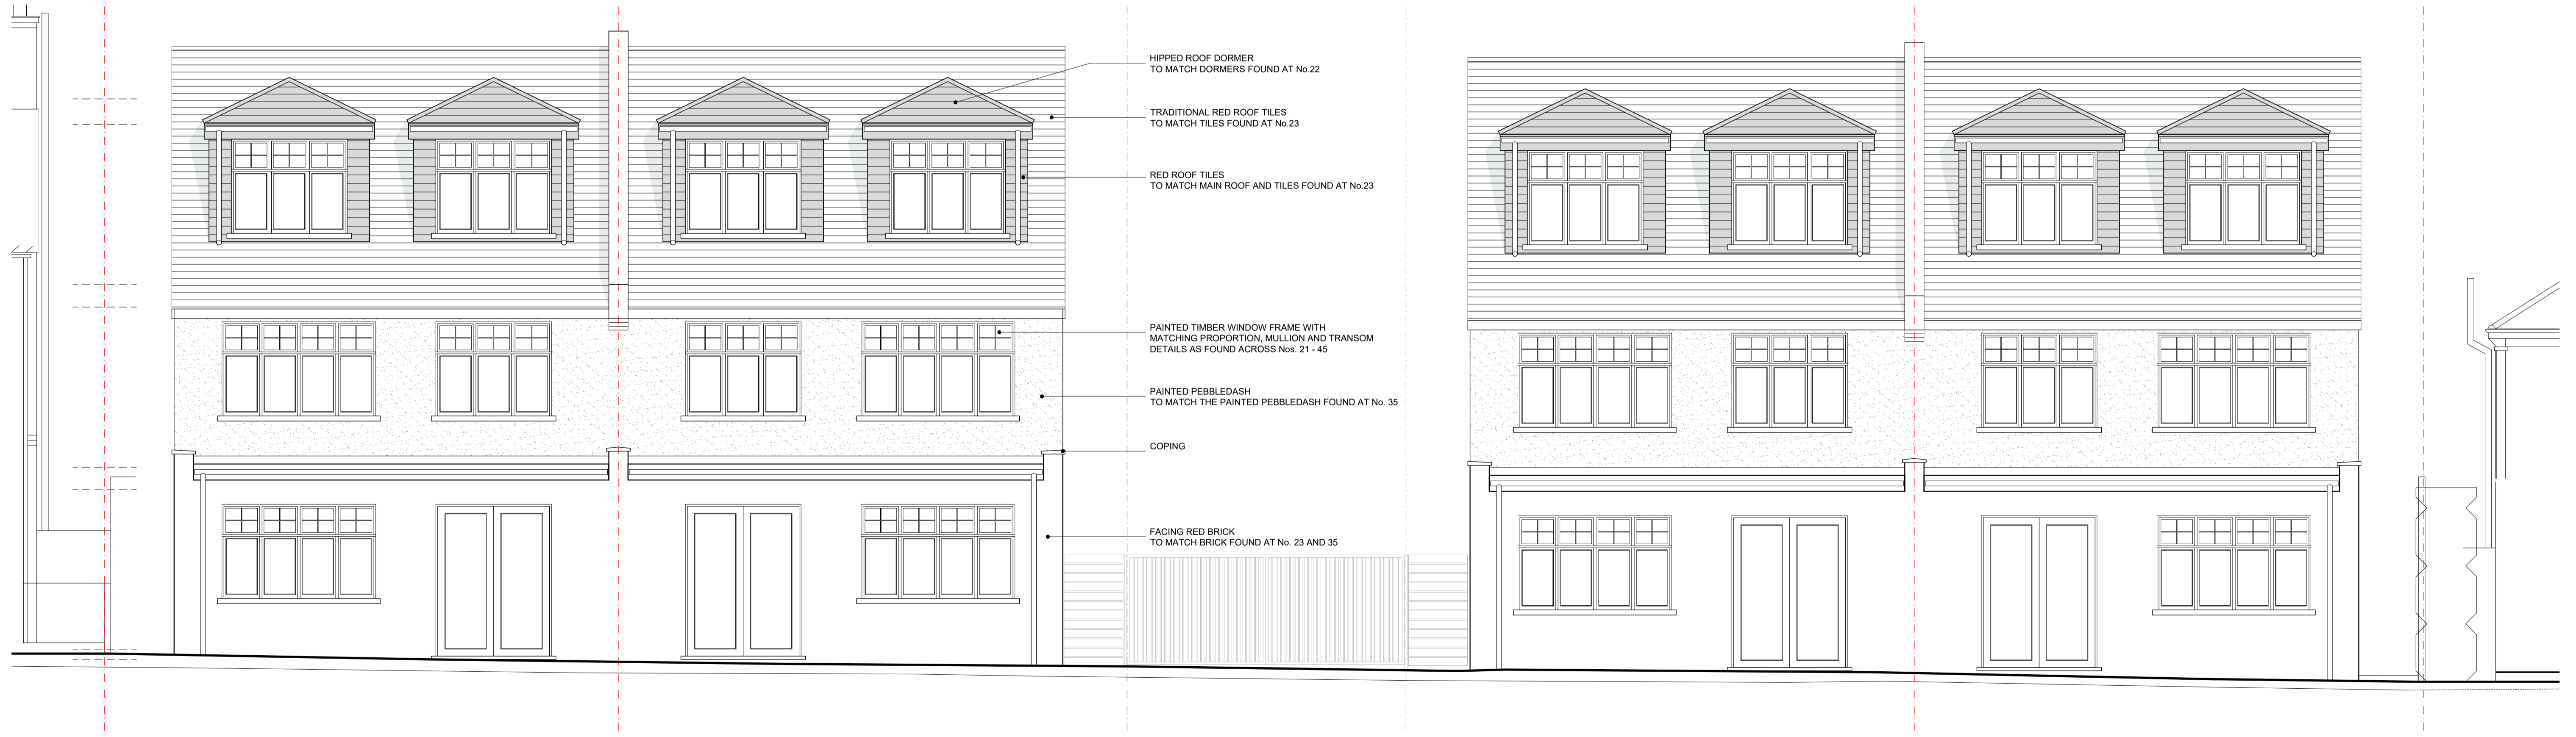 HIPPED ROOF DORMER
TO MATCH DORMERS FOUND AT No.22
TRADITIONAL RED ROOF TILES
TO MATCH TILES FOUND AT No.23
RED ROOF TILES
TO MATCH MAIN ROOF AND TILES FOUND AT No.23
PAINTED TIMBER WINDOW FRAME WITH
MATCHING PROPORTION, MULLION AND TRANSOM
DETAILS AS FOUND ACROSS Nos. 21 - 45
PAINTED PEBBLEDASH
TO MATCH THE PAINTED PEBBLEDASH FOUND AT No. 35
COPING
FACING RED BRICK
TO MATCH BRICK FOUND AT No. 23 AND 35